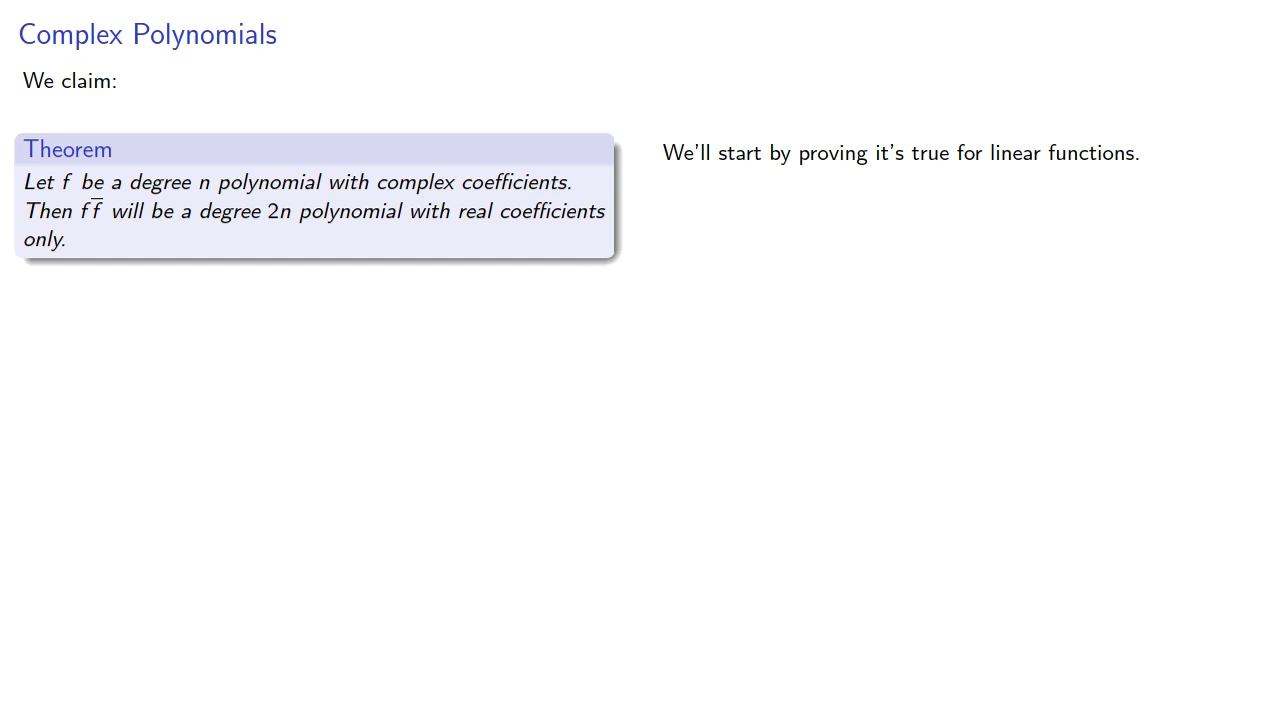 Complex Polynomials
We claim:
Theorem
Let f be a degree n polynomial with complex coefficients.
Then f f̅ will be a degree 2n polynomial with real coefficients
only.
We'll start by proving it's true for linear functions.